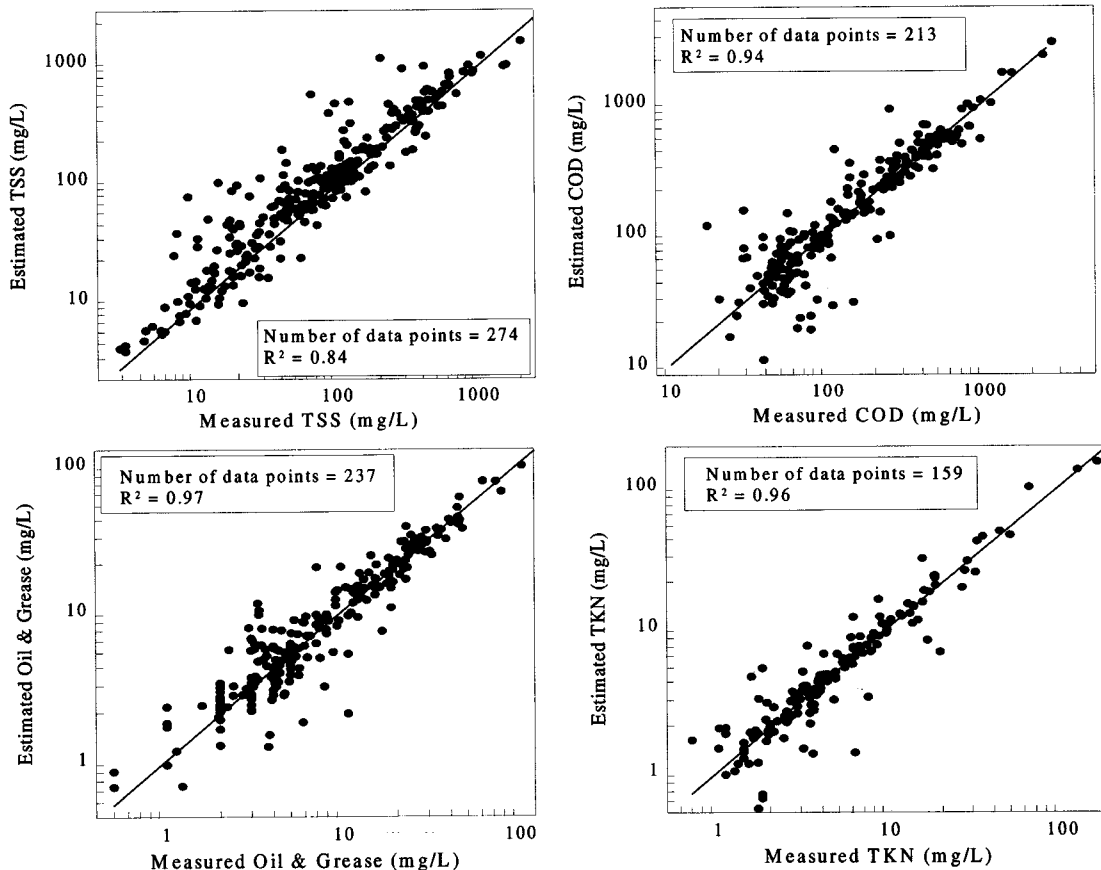 1000
100
10
Estimated TSS (mg/L)
Number of data points = 274
R² = 0.84
10 100 1000
Measured TSS (mg/L)
Number of data points = 213
R² = 0.94
1000
100
10
Estimated COD (mg/L)
10 100 1000
Measured COD (mg/L)
Number of data points = 237
R² = 0.97
100
10
1
Estimated Oil & Grease (mg/L)
1 10 100
Measured Oil & Grease (mg/L)
Number of data points = 159
R² = 0.96
100
10
1
Estimated TKN (mg/L)
1 10 100
Measured TKN (mg/L)